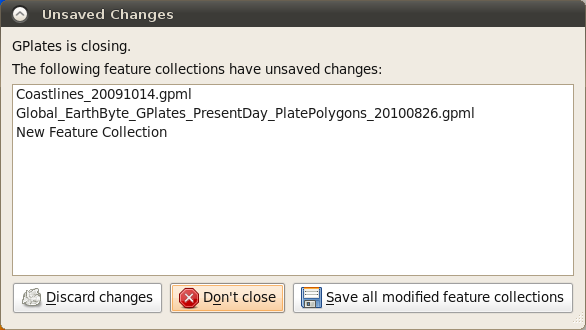 Unsaved Changes
GPlates is closing.
The following feature collections have unsaved changes:
Coastlines_20091014.gpml
Global_EarthByte_GPlates_PresentDay_PlatePolygons_20100826.gpml
New Feature Collection
Discard changes
Don't close
Save all modified feature collections